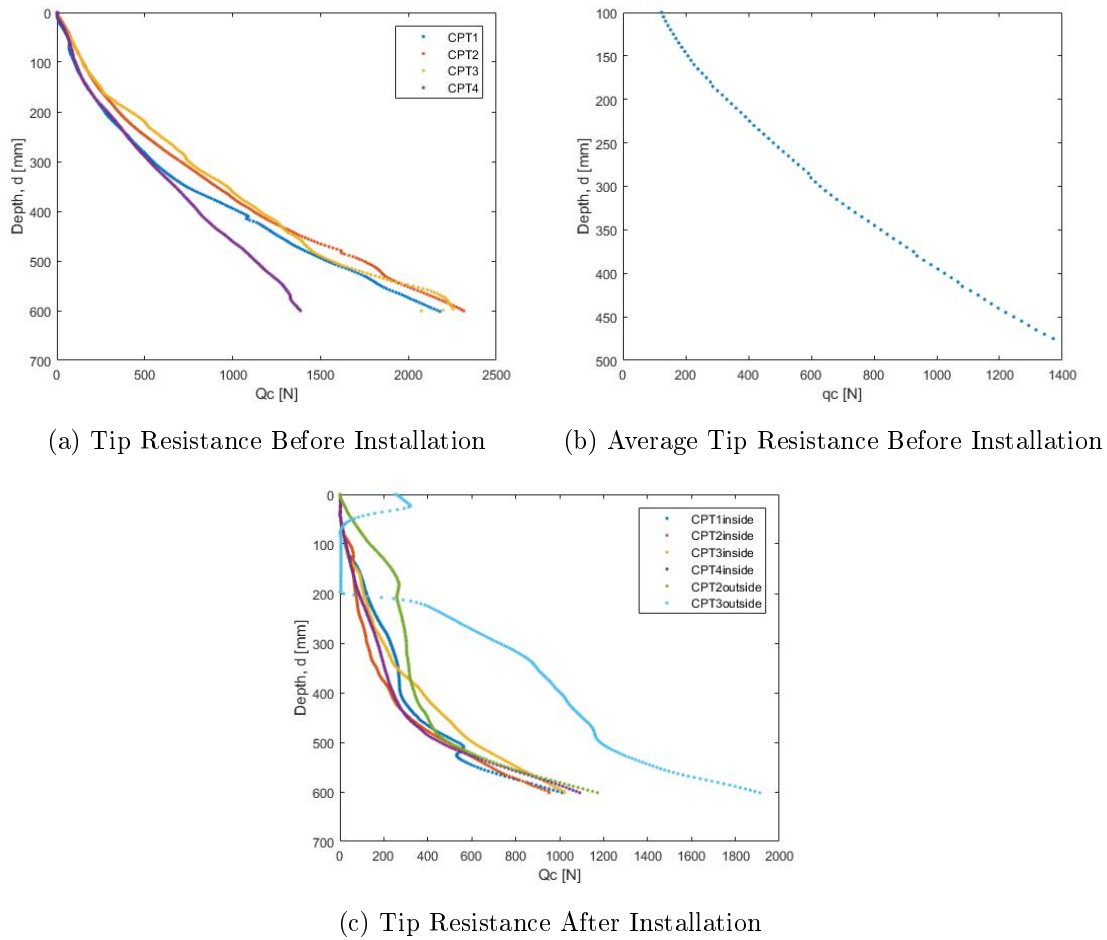 0
100
200
300
400
500
600
700
Depth, d [mm]
0
500
1000
1500
2000
2500
Qc [N]
CPT1
CPT2
CPT3
CPT4
100
150
200
250
300
350
400
450
500
Depth, d [mm]
0
200
400
600
800
1000
1200
1400
qc [N]
(a) Tip Resistance Before Installation
(b) Average Tip Resistance Before Installation
0
100
200
300
400
500
600
700
Depth, d [mm]
0
200
400
600
800
1000
1200
1400
1600
1800
2000
Qc [N]
CPT1inside
CPT2inside
CPT3inside
CPT4inside
CPT2outside
CPT3outside
(c) Tip Resistance After Installation